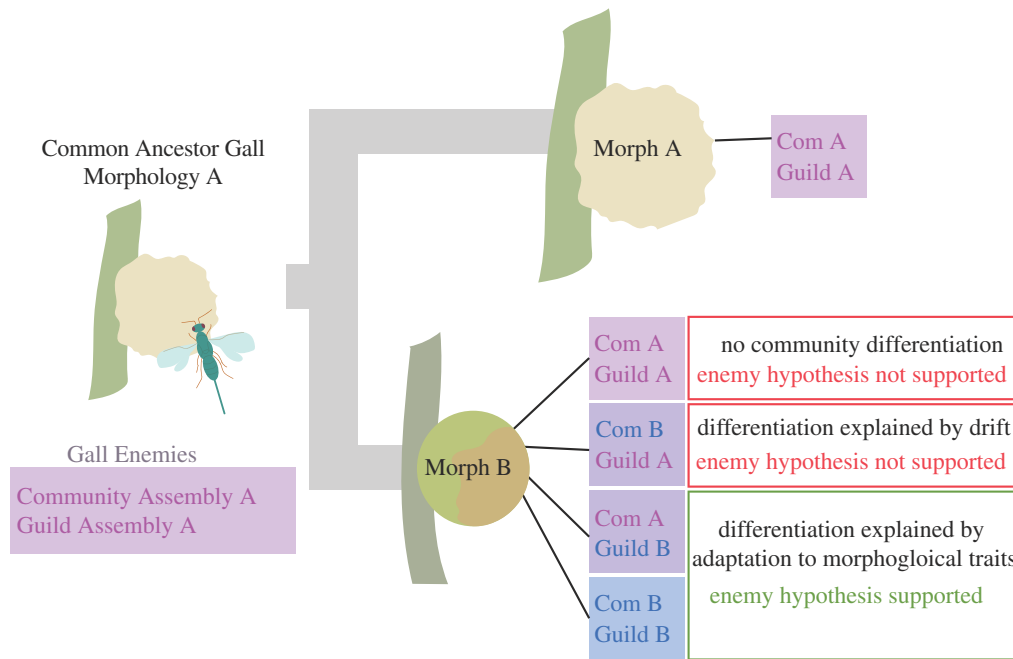 Common Ancestor Gall
Morphology A
Gall Enemies
Community Assembly A
Guild Assembly A
Morph A
Com A
Guild A
Morph B
Com A
Guild A
no community differentiation
enemy hypothesis not supported
Com B
Guild A
differentiation explained by drift
enemy hypothesis not supported
Com A
Guild B
Com B
Guild B
differentiation explained by
adaptation to morphogloical traits
enemy hypothesis supported